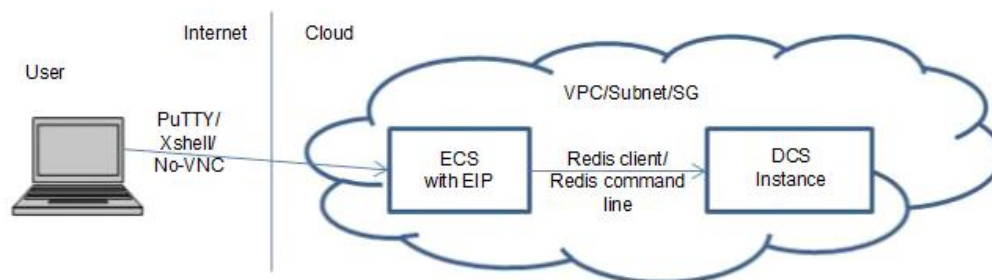 Internet
Cloud
User
VPC/Subnet/SG
PuTTY/
Xshell/
No-VNC
ECS
with EIP
Redis client/
Redis command
line
DCS
Instance